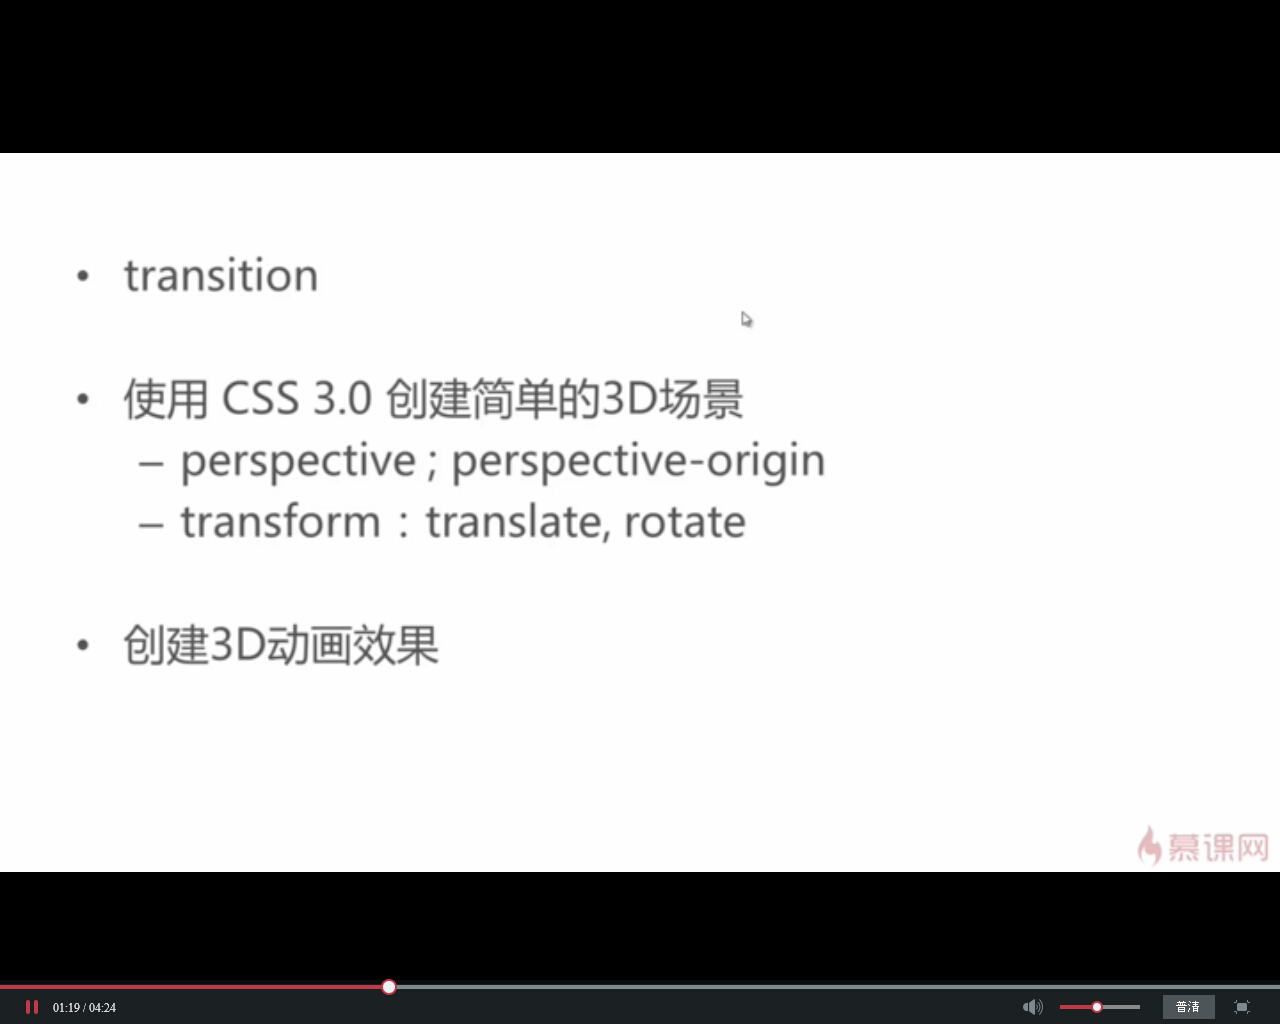 • transition
• 使用 CSS 3.0 创建简单的3D场景
– perspective ; perspective-origin
– transform：translate, rotate
• 创建3D动画效果
慕课网
01:19 / 04:24
普清